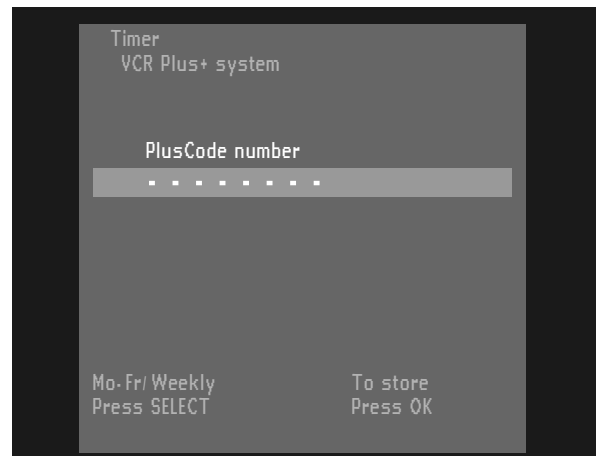 Timer
VCR Plus+ system
PlusCode number
- - - - - - - -
Mo-Fr/Weekly To store
Press SELECT Press OK